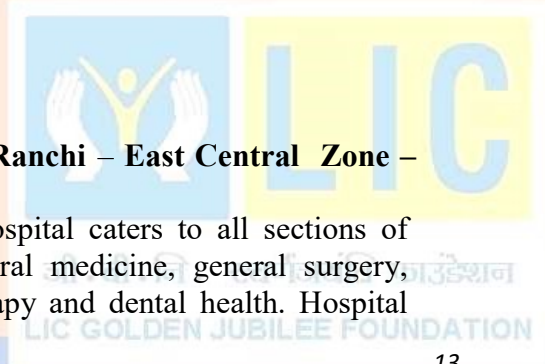 LIC
Ranchi – East Central Zone –
ospital caters to all sections of
ral medicine, general surgery,
फाउंडेशन
apy and dental health. Hospital
LIC GOLDEN JUBILEE FOUNDATION
13